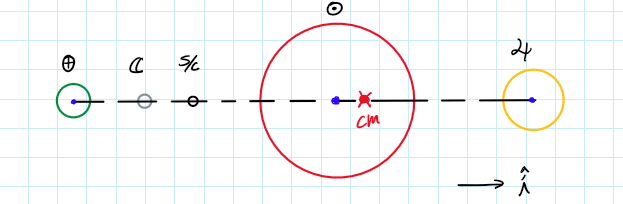 ⊙
⊕ ☾ S/C ♃
cm
î